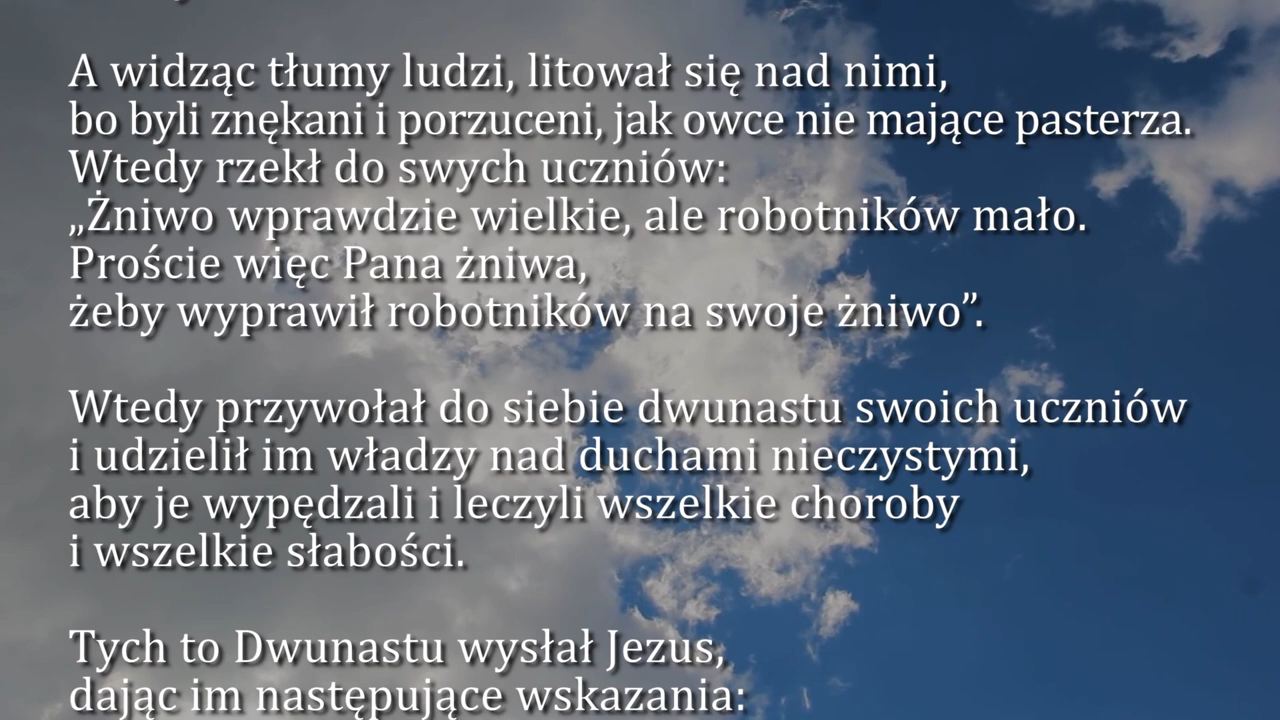 A widząc tłumy ludzi, litował się nad nimi,
bo byli znękani i porzuceni, jak owce nie mające pasterza.
Wtedy rzekł do swych uczniów:
„Żniwo wprawdzie wielkie, ale robotników mało.
Proście więc Pana żniwa,
żeby wyprawił robotników na swoje żniwo”.
Wtedy przywołał do siebie dwunastu swoich uczniów
i udzielił im władzy nad duchami nieczystymi,
aby je wypędzali i leczyli wszelkie choroby
i wszelkie słabości.
Tych to Dwunastu wysłał Jezus,
dając im następujące wskazania: